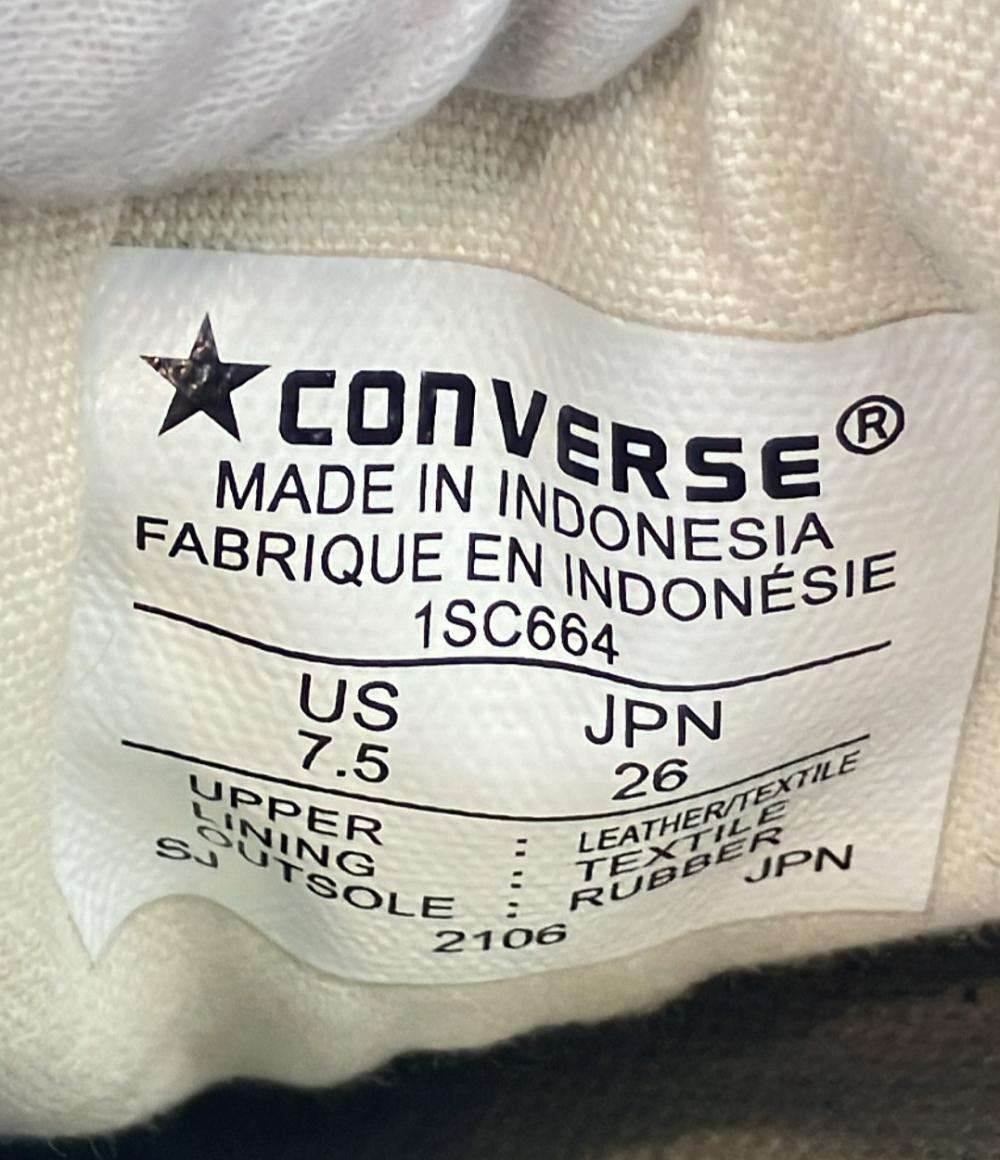 ★CONVERSE®
MADE IN INDONESIA
FABRIQUE EN INDONÉSIE
1SC664
US JPN
7.5 26
UPPER : LEATHER/TEXTILE
LINING : TEXTILE
OUTSOLE : RUBBER
SJ 2106 JPN